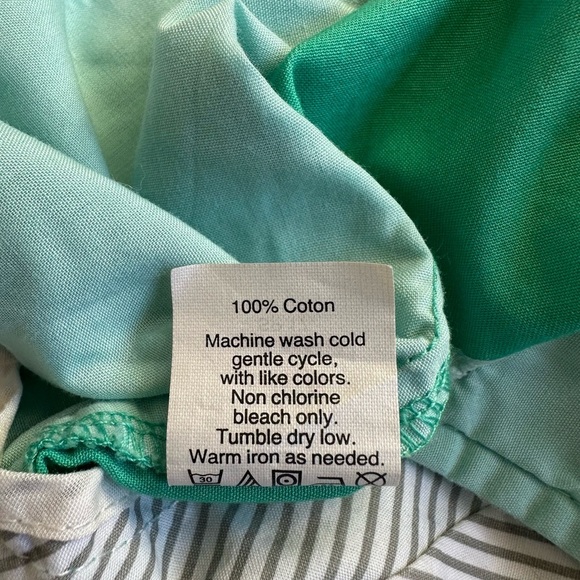 100% Coton
Machine wash cold
gentle cycle,
with like colors.
Non chlorine
bleach only.
Tumble dry low.
Warm iron as needed.
30